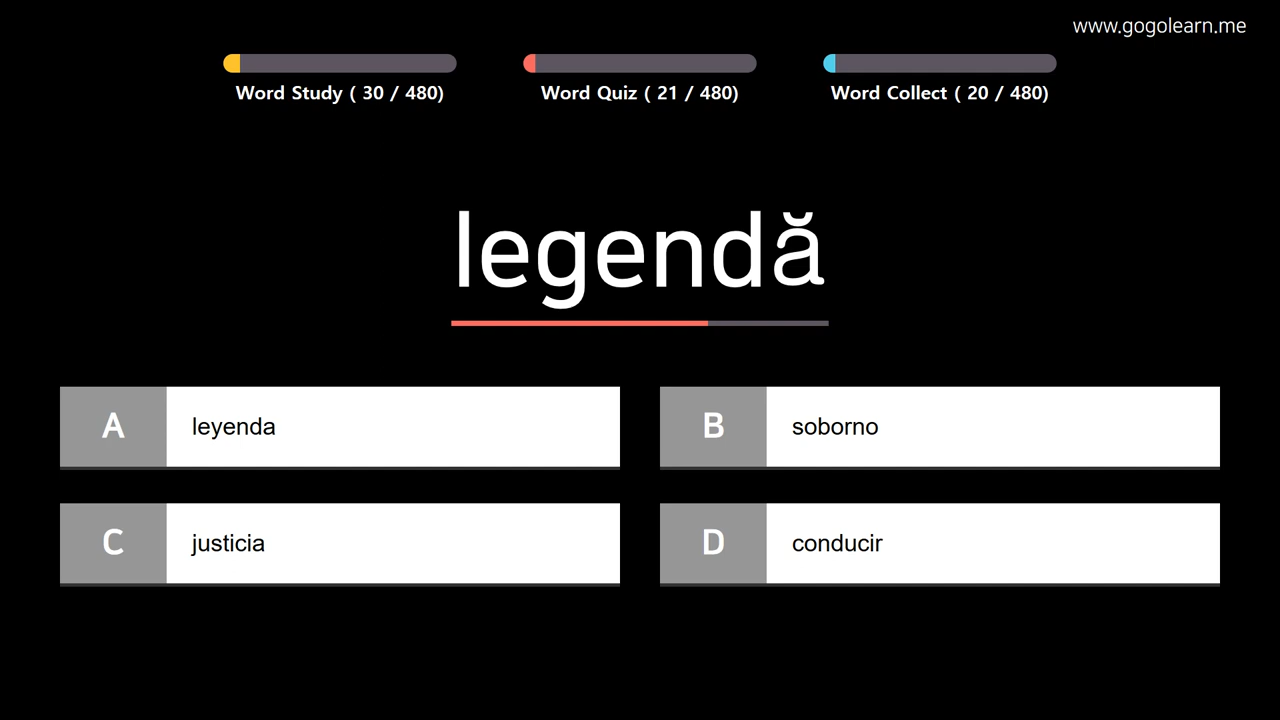 www.gogolearn.me
Word Study ( 30 / 480)
Word Quiz ( 21 / 480)
Word Collect ( 20 / 480)
legendă
A leyenda
B soborno
C justicia
D conducir